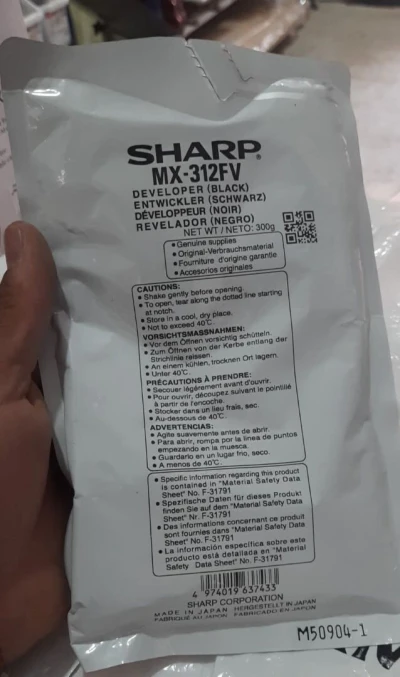 SHARP®
MX-312FV
DEVELOPER (BLACK)
ENTWICKLER (SCHWARZ)
DÉVELOPPEUR (NOIR)
REVELADOR (NEGRO)
NET WT / NETO: 300g
• Genuine supplies
• Original-Verbrauchsmaterial
• Fourniture d'origine garantie
• Accesorios originales
CAUTIONS:
• Shake gently before opening.
• To open, tear along the dotted line starting
at notch.
• Store in a cool, dry place.
• Not to exceed 40℃.
VORSICHTSMASSNAHMEN:
• Vor dem Öffnen vorsichtig schütteln.
• Zum Öffnen von der Kerbe entlang der
Strichlinie reissen.
• An einem kühlen, trocknen Ort lagern.
• Unter 40℃.
PRÉCAUTIONS À PRENDRE:
• Secouer légèrement avant d'ouvrir.
• Pour ouvrir, découpez suivant le pointillé
à partir de l'encoche.
• Stocker dans un lieu frais, sec.
• Au-dessous de 40℃.
ADVERTENCIAS:
• Agite suavemente antes de abrir.
• Para abrir, rompa por la línea de puntos
empezando en la muesca.
• Guardarlo en un lugar frío, seco.
• A menos de 40℃.
• Specific information regarding this product
is contained in "Material Safety Data
Sheet" No. F-31791
• Spezifische Daten für dieses Produkt
finden Sie auf dem "Material Safety Data
Sheet" Nr. F-31791
• Des informations concernant ce produit
sont fournies dans "Material Safety Data
Sheet" No. F-31791
• La información específica sobre este
producto está detallada en "Material
Safety Data Sheet" No. F-31791
4 974019 637433
SHARP CORPORATION
MADE IN JAPAN HERGESTELLT IN JAPAN
FABRIQUÉ AU JAPON FABRICADO EN JAPON
M50904-1